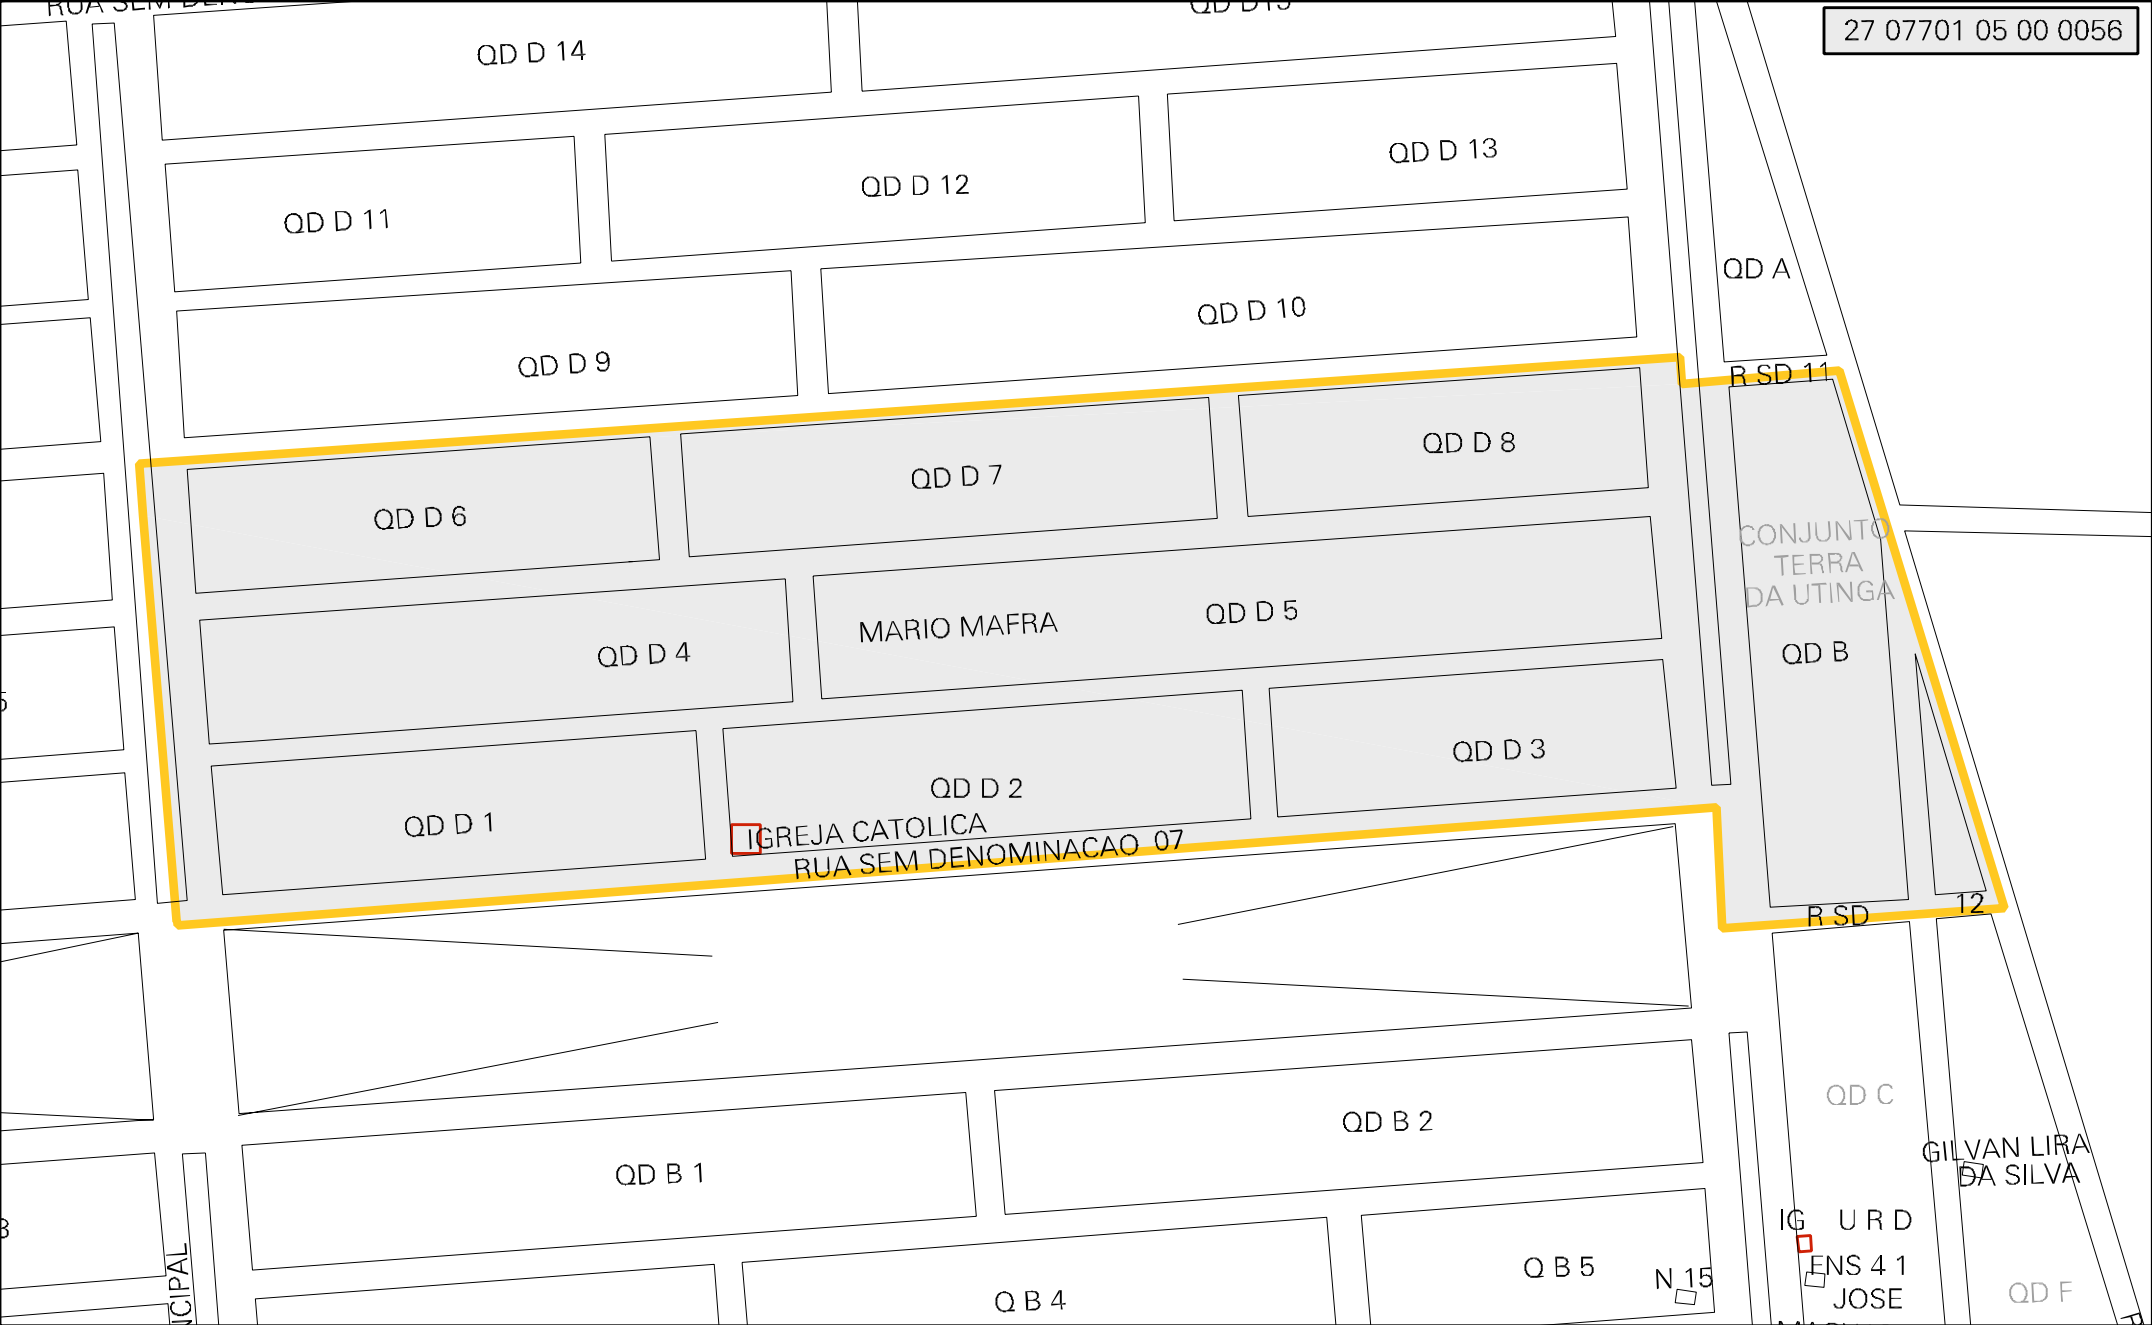 27 07701 05 00 0056
QD D 14
QD D 13
QD D 12
QD D 11
QD A
QD D 10
QD D 9
R SD 11
QD D 8
QD D 7
QD D 6
CONJUNTO
TERRA
DA UTINGA
QD D 5
MARIO MAFRA
QD D 4
QD B
QD D 3
QD D 2
QD D 1
IGREJA CATOLICA
RUA SEM DENOMINACAO 07
R SD 12
QD C
QD B 2
QD B 1
GILVAN LIRA
DA SILVA
IG U R D
ENS 4 1
JOSE
Q B 5
N 15
Q B 4
QD F
NCIPAL